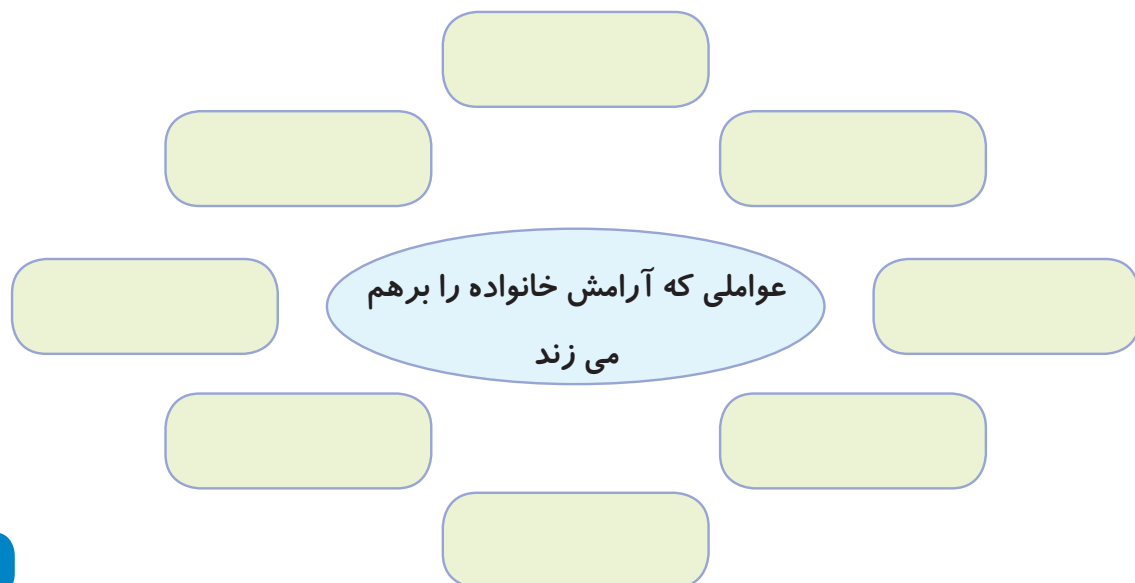 عواملی که آرامش خانواده را برهم
می زند